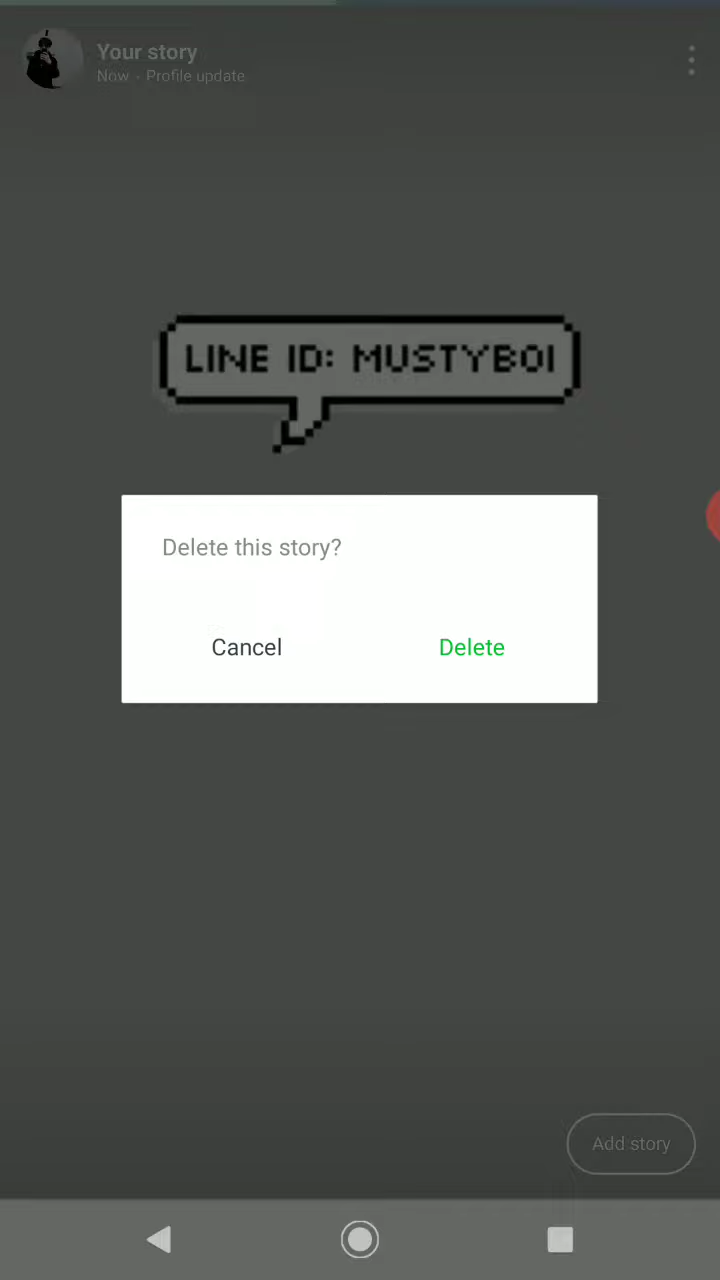 Your story
Now · Profile update
LINE ID: MUSTYBOI
Delete this story?
Cancel Delete
Add story